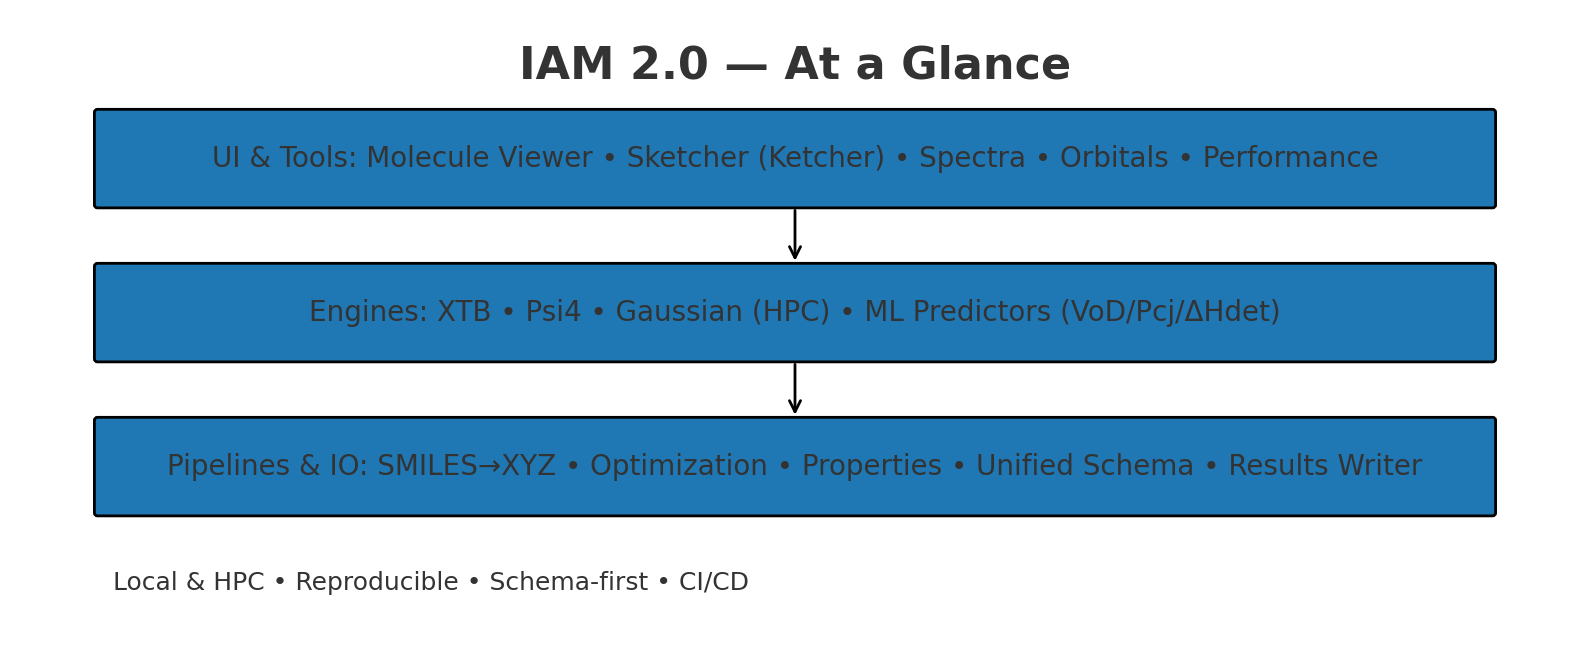 IAM 2.0 — At a Glance
UI & Tools: Molecule Viewer • Sketcher (Ketcher) • Spectra • Orbitals • Performance
Engines: XTB • Psi4 • Gaussian (HPC) • ML Predictors (VoD/Pcj/ΔHdet)
Pipelines & IO: SMILES→XYZ • Optimization • Properties • Unified Schema • Results Writer
Local & HPC • Reproducible • Schema-first • CI/CD